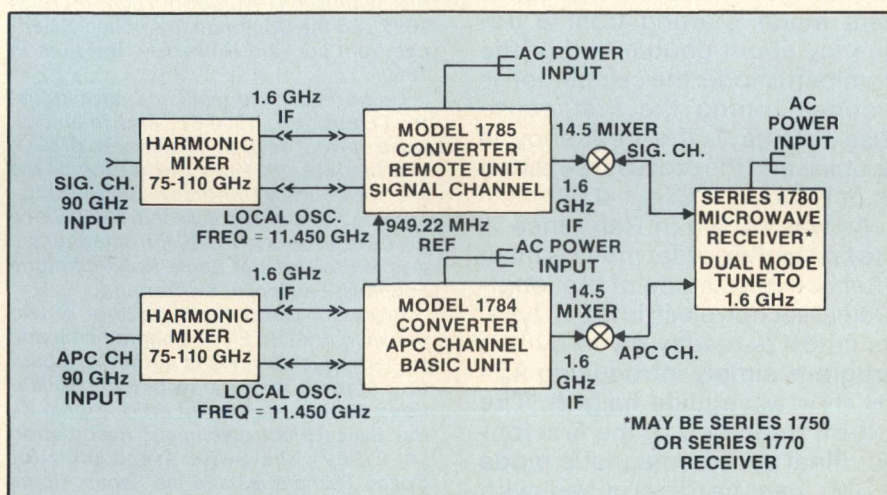 AC POWER
INPUT
1.6 GHz
IF
HARMONIC
MIXER
75-110 GHz
SIG. CH.
90 GHz
INPUT
LOCAL OSC.
FREQ = 11.450 GHz
MODEL 1785
CONVERTER
REMOTE UNIT
SIGNAL CHANNEL
14.5 MIXER
SIG. CH.
1.6
GHz
IF
AC
POWER
INPUT
SERIES 1780
MICROWAVE
RECEIVER*
DUAL MODE
TUNE TO
1.6 GHz
949.22 MHz
REF
AC POWER
INPUT
1.6 GHz
IF
HARMONIC
MIXER
75-110 GHz
APC CH
90 GHz
INPUT
LOCAL OSC.
FREQ = 11.450 GHz
MODEL 1784
CONVERTER
APC CHANNEL
BASIC UNIT
14.5
MIXER
APC CH.
1.6
GHz
IF
*MAY BE SERIES 1750
OR SERIES 1770
RECEIVER